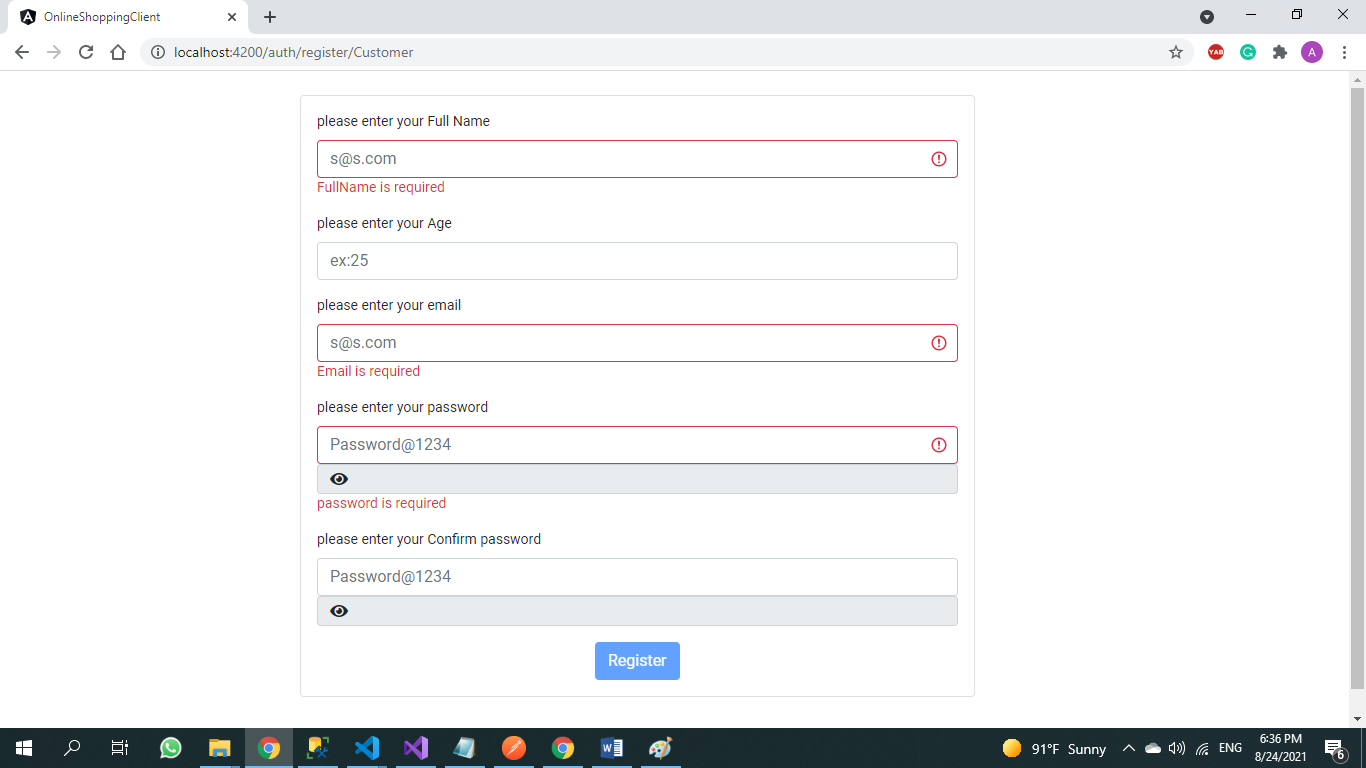 OnlineShoppingClient
localhost:4200/auth/register/Customer
YAB
G
A
please enter your Full Name
s@s.com
FullName is required
please enter your Age
ex:25
please enter your email
s@s.com
Email is required
please enter your password
Password@1234
password is required
please enter your Confirm password
Password@1234
Register
91°F Sunny
ENG
6:36 PM
8/24/2021
6